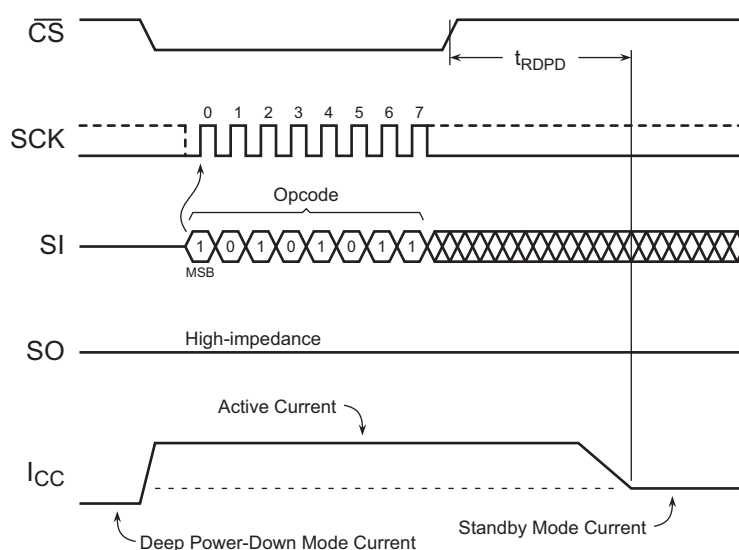 CS
tRDPD
0 1 2 3 4 5 6 7
SCK
Opcode
SI
1 0 1 0 1 0 1 1
MSB
High-impedance
SO
Active Current
ICC
Standby Mode Current
Deep Power-Down Mode Current